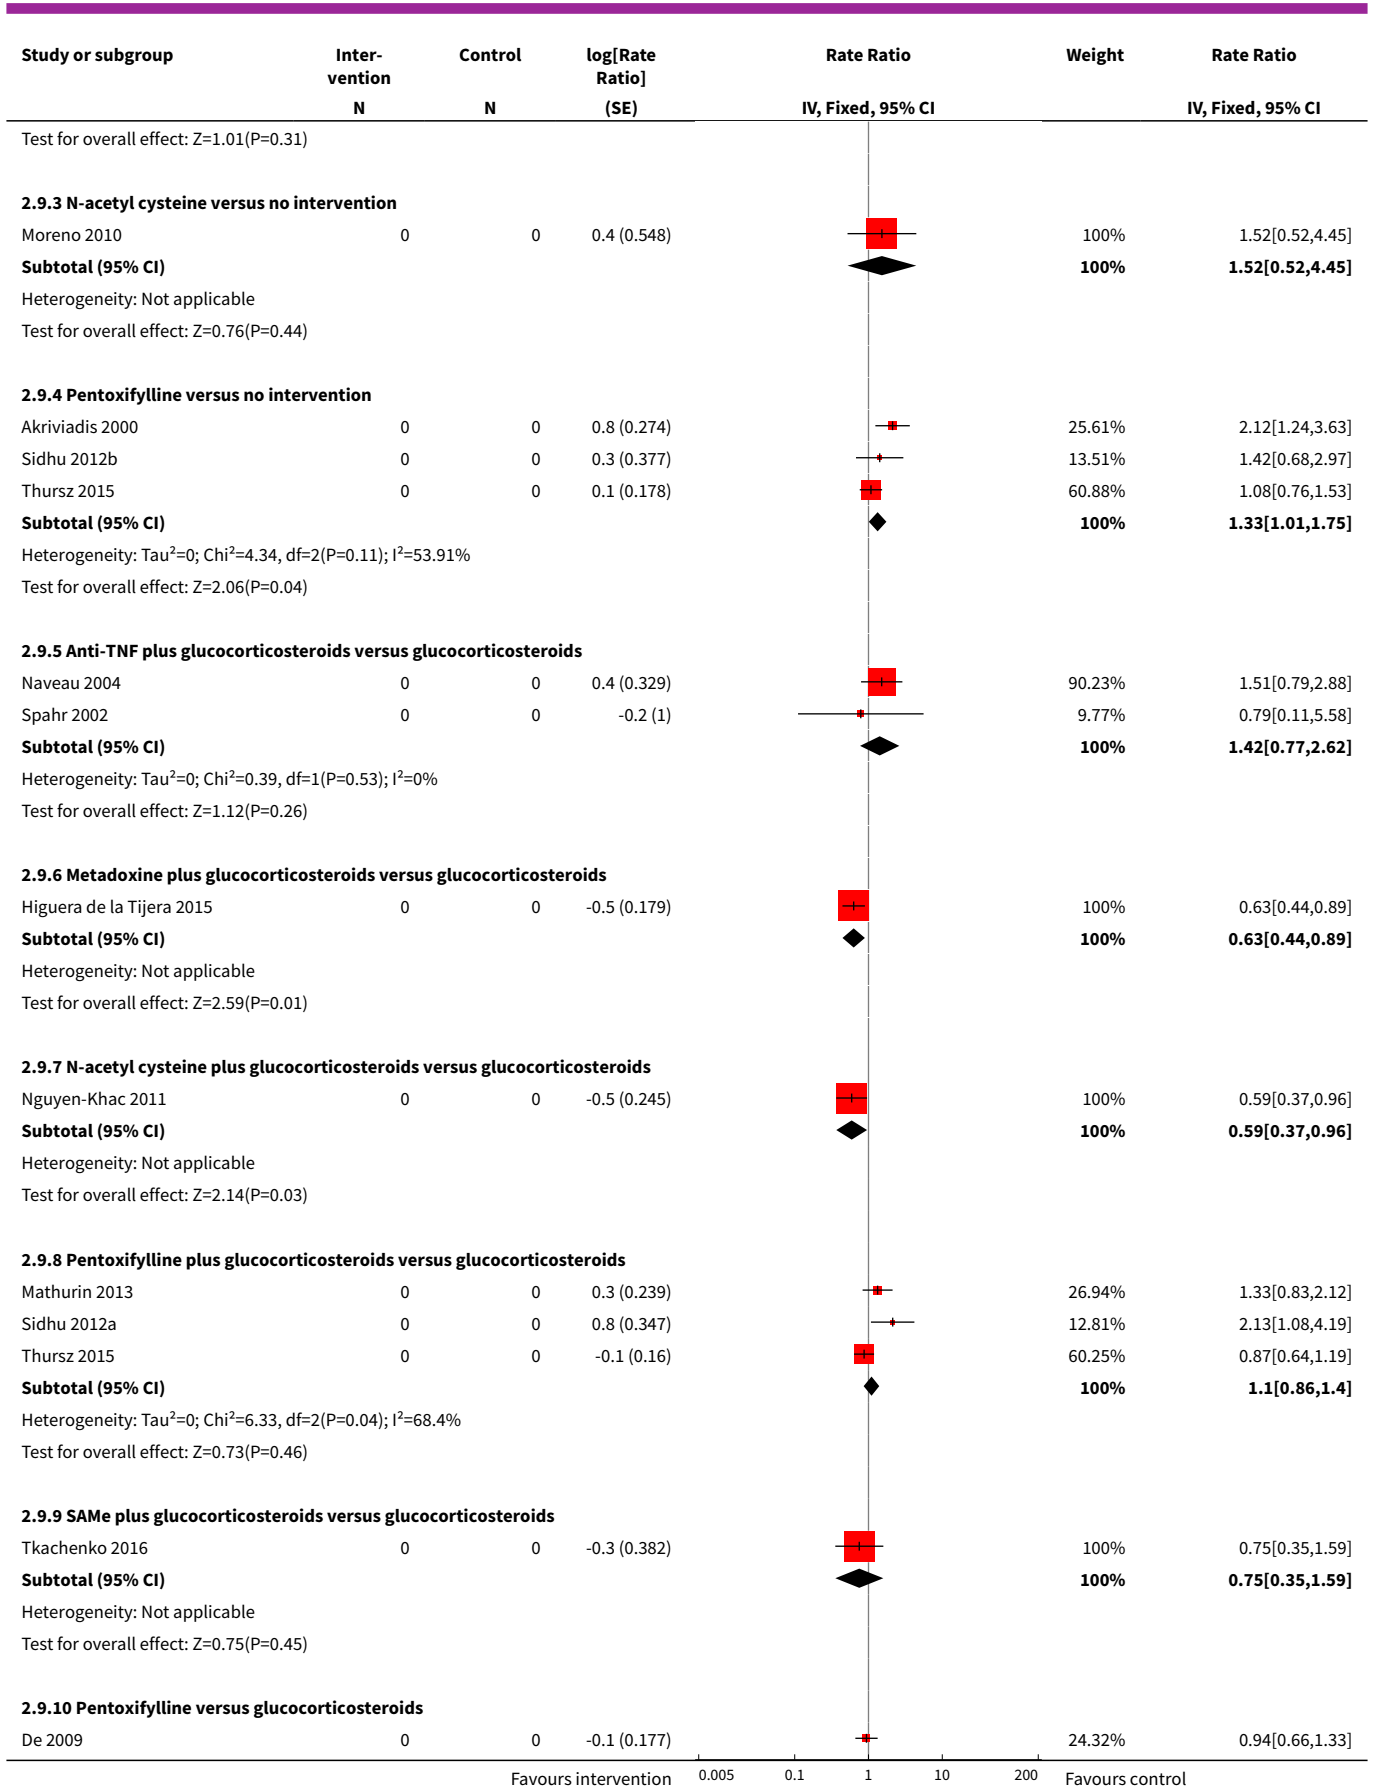 Study or subgroup Inter- Control log[Rate Rate Ratio Weight Rate Ratio
vention Ratio]
N N (SE) IV, Fixed, 95% CI IV, Fixed, 95% CI
Test for overall effect: Z=1.01(P=0.31)
2.9.3 N-acetyl cysteine versus no intervention
Moreno 2010 0 0 0.4 (0.548) 100% 1.52[0.52,4.45]
Subtotal (95% CI) 100% 1.52[0.52,4.45]
Heterogeneity: Not applicable
Test for overall effect: Z=0.76(P=0.44)
2.9.4 Pentoxifylline versus no intervention
Akriviadis 2000 0 0 0.8 (0.274) 25.61% 2.12[1.24,3.63]
Sidhu 2012b 0 0 0.3 (0.377) 13.51% 1.42[0.68,2.97]
Thursz 2015 0 0 0.1 (0.178) 60.88% 1.08[0.76,1.53]
Subtotal (95% CI) 100% 1.33[1.01,1.75]
Heterogeneity: Tau²=0; Chi²=4.34, df=2(P=0.11); I²=53.91%
Test for overall effect: Z=2.06(P=0.04)
2.9.5 Anti-TNF plus glucocorticosteroids versus glucocorticosteroids
Naveau 2004 0 0 0.4 (0.329) 90.23% 1.51[0.79,2.88]
Spahr 2002 0 0 -0.2 (1) 9.77% 0.79[0.11,5.58]
Subtotal (95% CI) 100% 1.42[0.77,2.62]
Heterogeneity: Tau²=0; Chi²=0.39, df=1(P=0.53); I²=0%
Test for overall effect: Z=1.12(P=0.26)
2.9.6 Metadoxine plus glucocorticosteroids versus glucocorticosteroids
Higuera de la Tijera 2015 0 0 -0.5 (0.179) 100% 0.63[0.44,0.89]
Subtotal (95% CI) 100% 0.63[0.44,0.89]
Heterogeneity: Not applicable
Test for overall effect: Z=2.59(P=0.01)
2.9.7 N-acetyl cysteine plus glucocorticosteroids versus glucocorticosteroids
Nguyen-Khac 2011 0 0 -0.5 (0.245) 100% 0.59[0.37,0.96]
Subtotal (95% CI) 100% 0.59[0.37,0.96]
Heterogeneity: Not applicable
Test for overall effect: Z=2.14(P=0.03)
2.9.8 Pentoxifylline plus glucocorticosteroids versus glucocorticosteroids
Mathurin 2013 0 0 0.3 (0.239) 26.94% 1.33[0.83,2.12]
Sidhu 2012a 0 0 0.8 (0.347) 12.81% 2.13[1.08,4.19]
Thursz 2015 0 0 -0.1 (0.16) 60.25% 0.87[0.64,1.19]
Subtotal (95% CI) 100% 1.1[0.86,1.4]
Heterogeneity: Tau²=0; Chi²=6.33, df=2(P=0.04); I²=68.4%
Test for overall effect: Z=0.73(P=0.46)
2.9.9 SAMe plus glucocorticosteroids versus glucocorticosteroids
Tkachenko 2016 0 0 -0.3 (0.382) 100% 0.75[0.35,1.59]
Subtotal (95% CI) 100% 0.75[0.35,1.59]
Heterogeneity: Not applicable
Test for overall effect: Z=0.75(P=0.45)
2.9.10 Pentoxifylline versus glucocorticosteroids
De 2009 0 0 -0.1 (0.177) 24.32% 0.94[0.66,1.33]
Favours intervention 0.005 0.1 1 10 200 Favours control